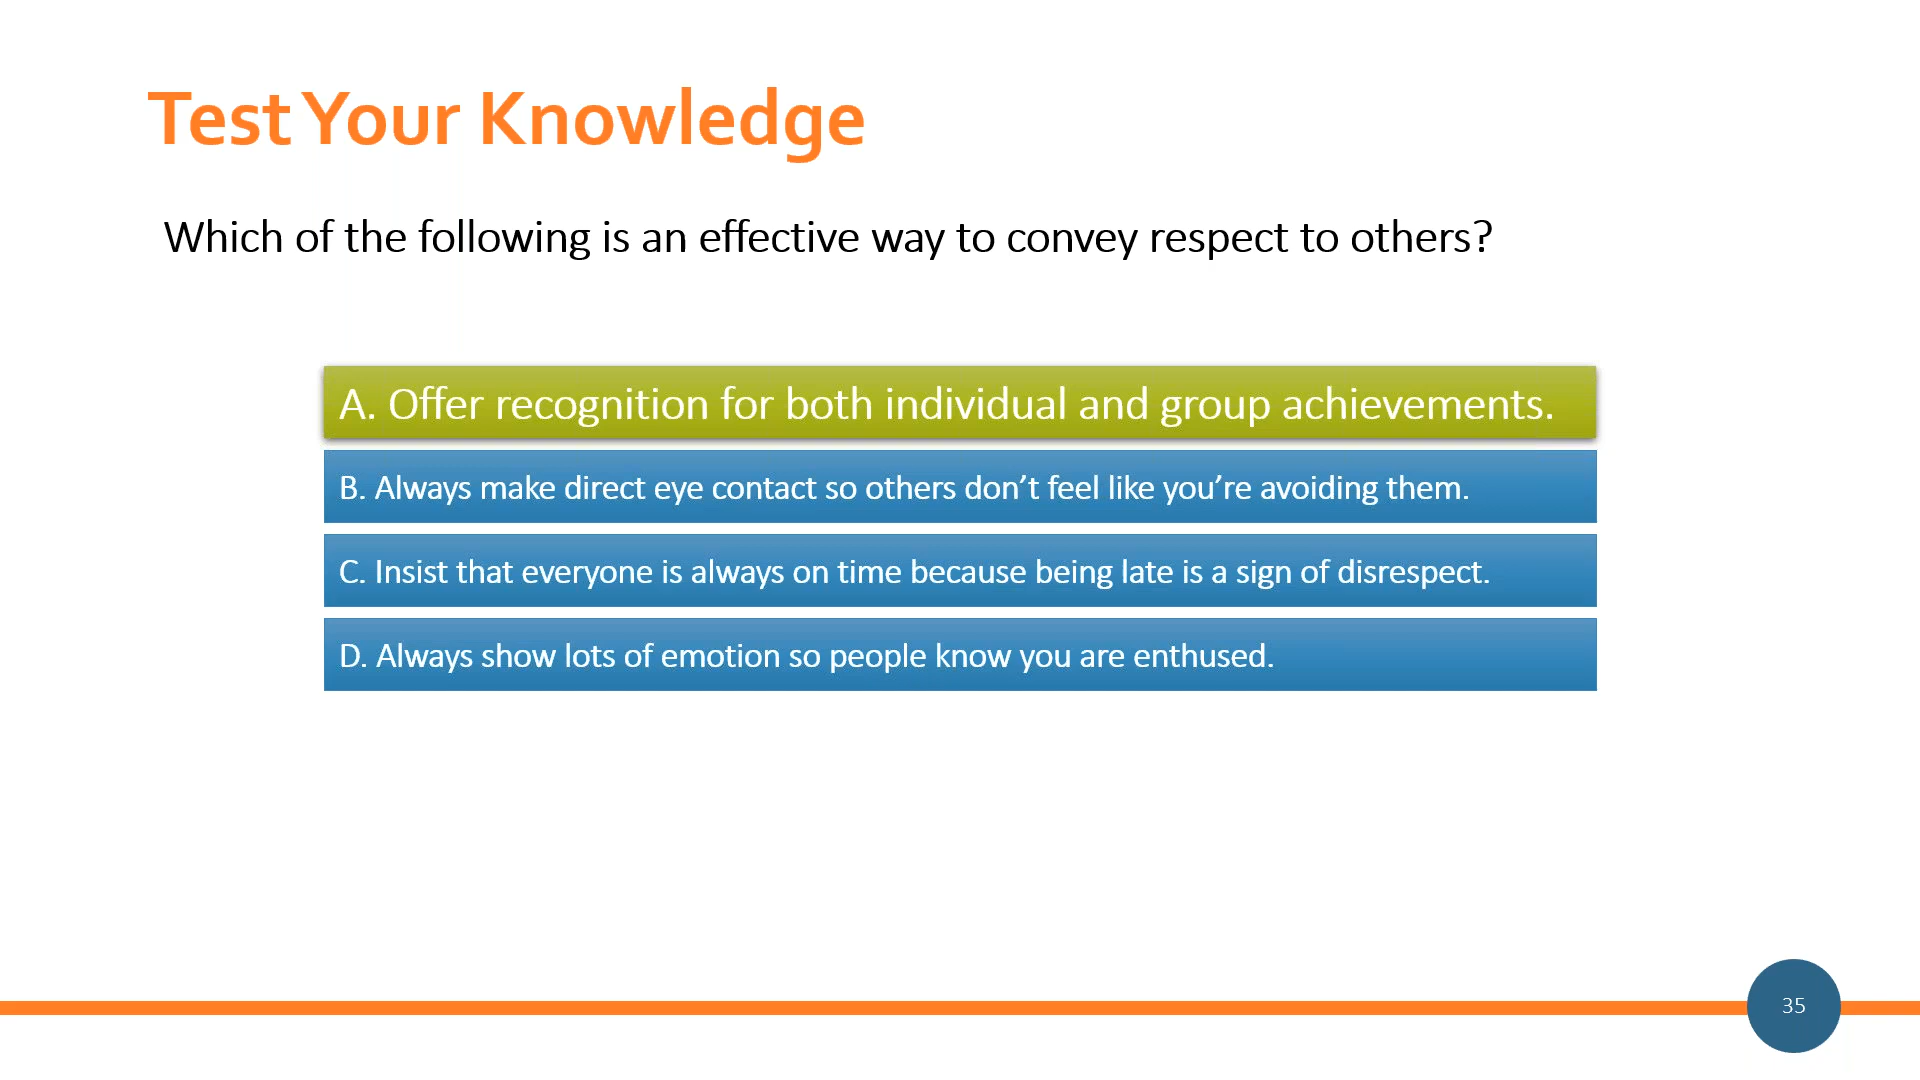 Test Your Knowledge
Which of the following is an effective way to convey respect to others?
A. Offer recognition for both individual and group achievements.
B. Always make direct eye contact so others don’t feel like you’re avoiding them.
C. Insist that everyone is always on time because being late is a sign of disrespect.
D. Always show lots of emotion so people know you are enthused.
35